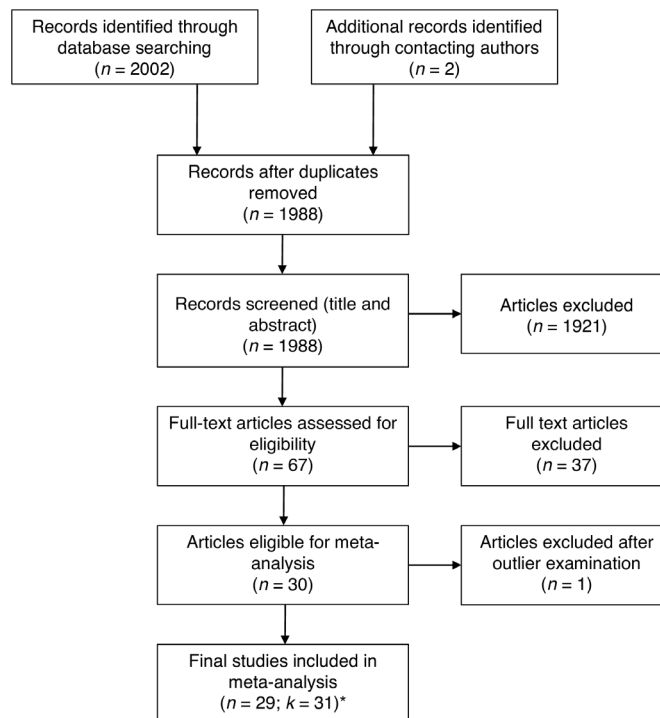 Records identified through
database searching
(n = 2002)
Additional records identified
through contacting authors
(n = 2)
Records after duplicates
removed
(n = 1988)
Records screened (title and
abstract)
(n = 1988)
Articles excluded
(n = 1921)
Full-text articles assessed for
eligibility
(n = 67)
Full text articles
excluded
(n = 37)
Articles eligible for meta-
analysis
(n = 30)
Articles excluded after
outlier examination
(n = 1)
Final studies included in
meta-analysis
(n = 29; k = 31)*